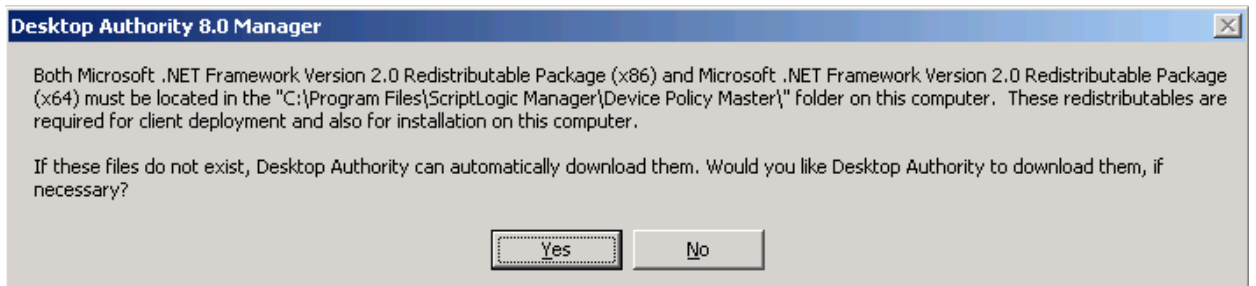 Desktop Authority 8.0 Manager
Both Microsoft .NET Framework Version 2.0 Redistributable Package (x86) and Microsoft .NET Framework Version 2.0 Redistributable Package
(x64) must be located in the "C:\Program Files\ScriptLogic Manager\Device Policy Master\" folder on this computer.  These redistributables are
required for client deployment and also for installation on this computer.
If these files do not exist, Desktop Authority can automatically download them. Would you like Desktop Authority to download them, if
necessary?
Yes
No